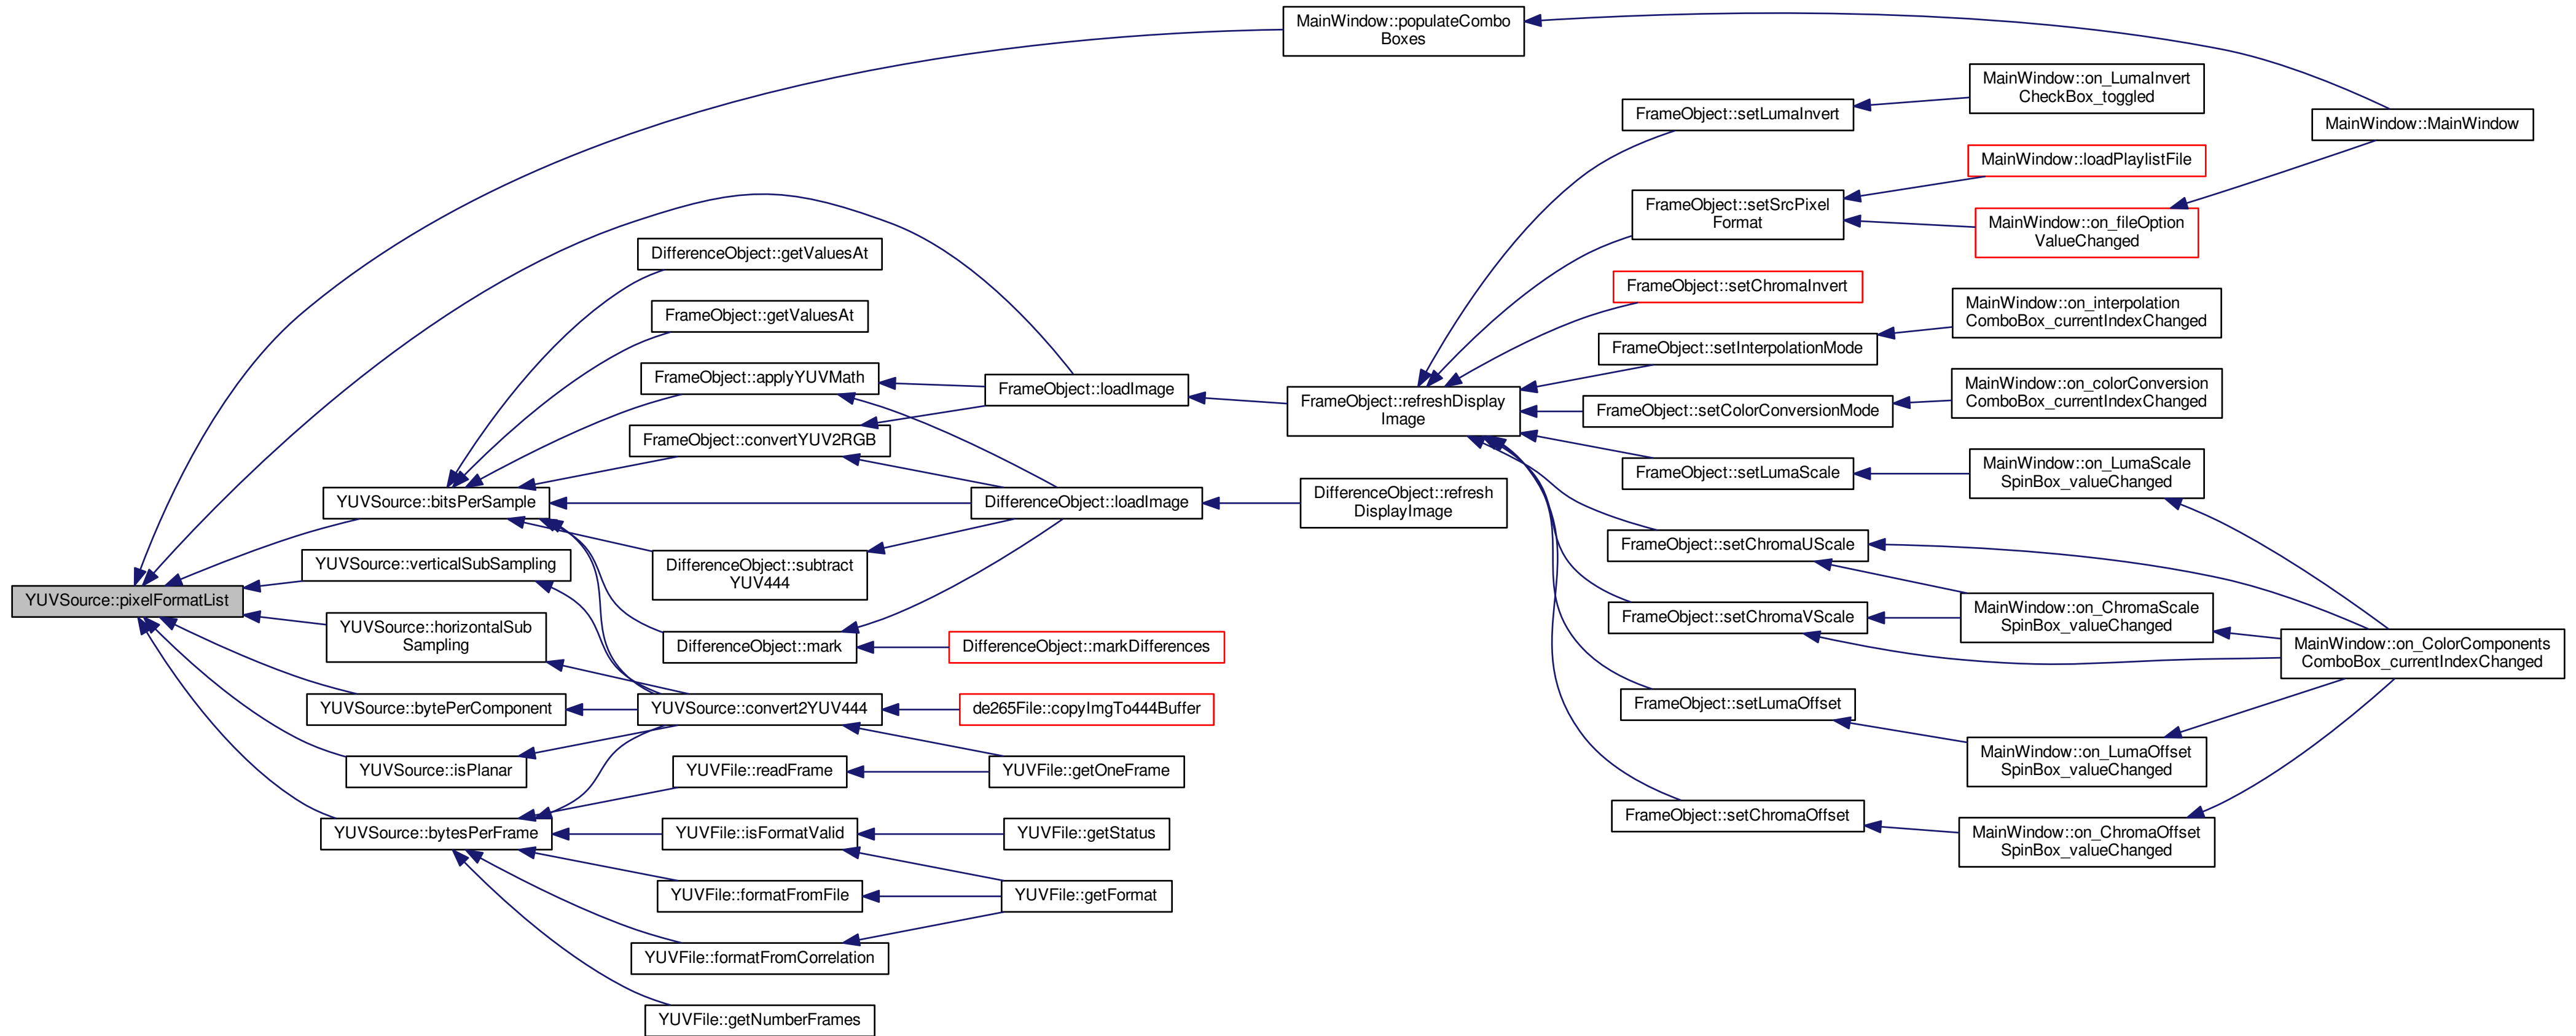 YUVSource::pixelFormatList
MainWindow::populateCombo
Boxes
MainWindow::MainWindow
YUVSource::bitsPerSample
YUVSource::verticalSubSampling
YUVSource::horizontalSub
Sampling
YUVSource::bytePerComponent
YUVSource::isPlanar
YUVSource::bytesPerFrame
DifferenceObject::getValuesAt
FrameObject::getValuesAt
FrameObject::applyYUVMath
FrameObject::convertYUV2RGB
DifferenceObject::subtract
YUV444
DifferenceObject::mark
YUVSource::convert2YUV444
YUVFile::readFrame
YUVFile::isFormatValid
YUVFile::formatFromFile
YUVFile::formatFromCorrelation
YUVFile::getNumberFrames
FrameObject::loadImage
DifferenceObject::loadImage
DifferenceObject::markDifferences
de265File::copyImgTo444Buffer
YUVFile::getOneFrame
YUVFile::getStatus
YUVFile::getFormat
FrameObject::refreshDisplay
Image
DifferenceObject::refresh
DisplayImage
FrameObject::setLumaInvert
FrameObject::setSrcPixel
Format
FrameObject::setChromaInvert
FrameObject::setInterpolationMode
FrameObject::setColorConversionMode
FrameObject::setLumaScale
FrameObject::setChromaUScale
FrameObject::setChromaVScale
FrameObject::setLumaOffset
FrameObject::setChromaOffset
MainWindow::on_LumaInvert
CheckBox_toggled
MainWindow::loadPlaylistFile
MainWindow::on_fileOption
ValueChanged
MainWindow::on_interpolation
ComboBox_currentIndexChanged
MainWindow::on_colorConversion
ComboBox_currentIndexChanged
MainWindow::on_LumaScale
SpinBox_valueChanged
MainWindow::on_ChromaScale
SpinBox_valueChanged
MainWindow::on_LumaOffset
SpinBox_valueChanged
MainWindow::on_ChromaOffset
SpinBox_valueChanged
MainWindow::on_ColorComponents
ComboBox_currentIndexChanged